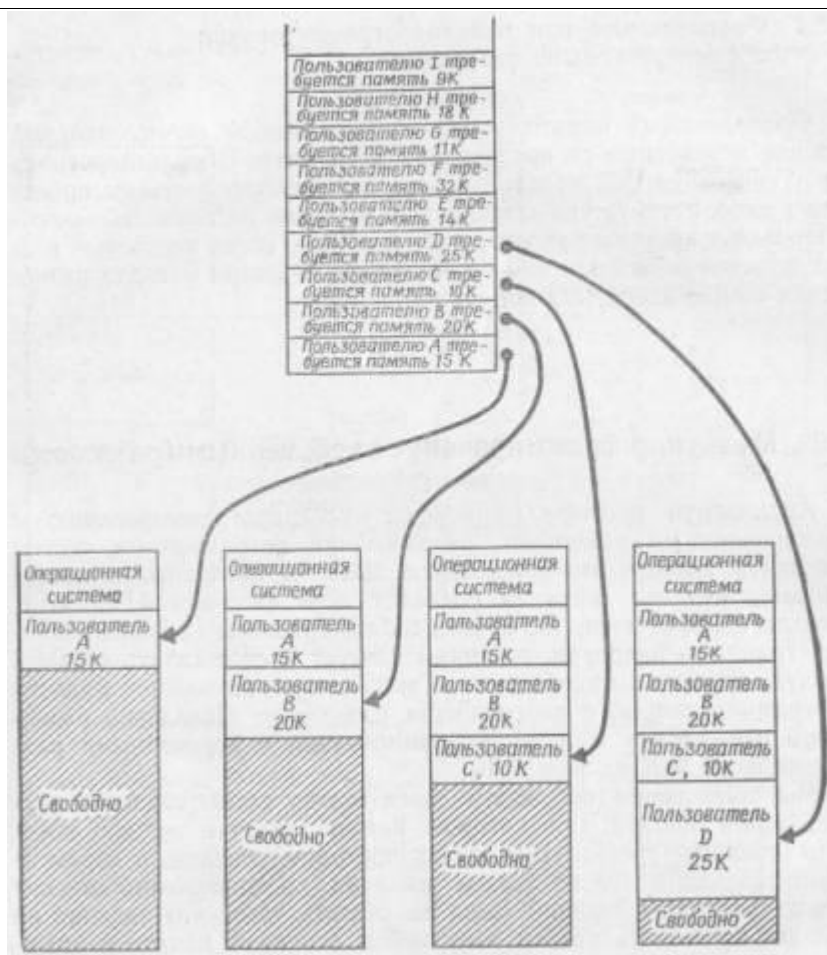 Пользователю I тре-
буется память 9К
Пользователю H тре-
буется память 18 К
Пользователю G тре-
буется память 11К
Пользователю F тре-
буется память 32К
Пользователю E тре-
буется память 14К
Пользователю D тре-
буется память 25К
Пользователю C тре-
буется память 10К
Пользователю B тре-
буется память 20К
Пользователю A тре-
буется память 15 К
Операционная
система
Пользователь
A
15К
Свободно
Операционная
система
Пользователь
A
15К
Пользователь
B
20К
Свободно
Операционная
система
Пользователь
A
15К
Пользователь
B
20К
Пользователь
C, 10 К
Свободно
Операционная
система
Пользователь
A
15К
Пользователь
B
20К
Пользователь
C, 10К
Пользователь
D
25К
Свободно